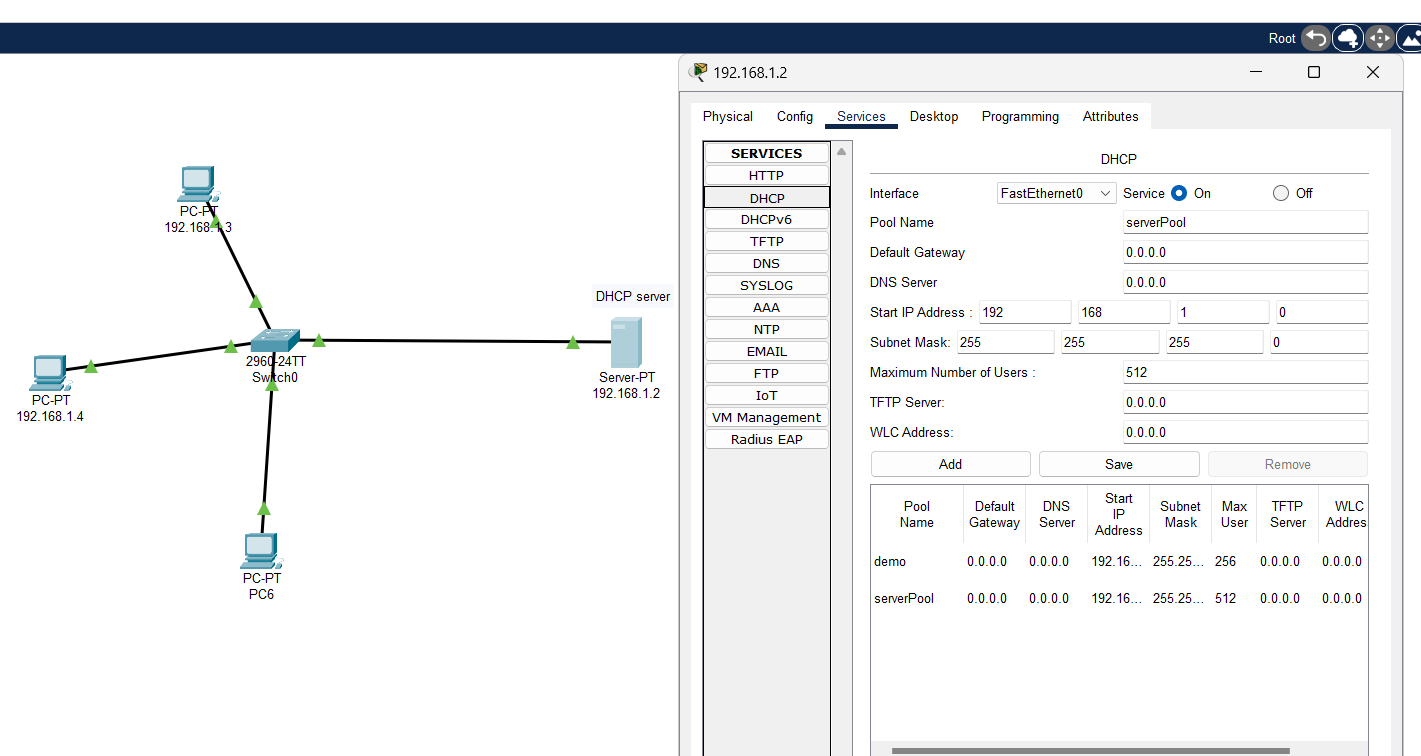 Root
192.168.1.2
Physical Config Services Desktop Programming Attributes
SERVICES
HTTP
DHCP
DHCPv6
TFTP
DNS
SYSLOG
AAA
NTP
EMAIL
FTP
IoT
VM Management
Radius EAP
DHCP
Interface FastEthernet0 Service On Off
Pool Name serverPool
Default Gateway 0.0.0.0
DNS Server 0.0.0.0
Start IP Address : 192 168 1 0
Subnet Mask: 255 255 255 0
Maximum Number of Users : 512
TFTP Server: 0.0.0.0
WLC Address: 0.0.0.0
Add Save Remove
Pool Name Default Gateway DNS Server Start IP Address Subnet Mask Max User TFTP Server WLC Addres
demo 0.0.0.0 0.0.0.0 192.16... 255.25... 256 0.0.0.0 0.0.0.0
serverPool 0.0.0.0 0.0.0.0 192.16... 255.25... 512 0.0.0.0 0.0.0.0
PC-PT
192.168.1.3
DHCP server
2960-24TT
Switch0
Server-PT
192.168.1.2
PC-PT
192.168.1.4
PC-PT
PC6